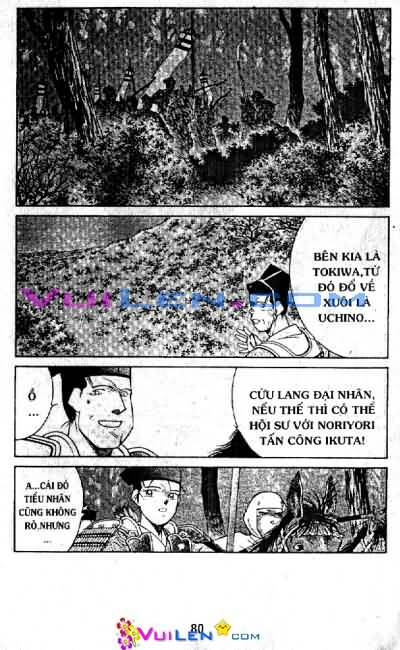 BÊN KIA LÀ
TOKIWA, TỪ
ĐÓ ĐỔ VỀ
XUÔI LÀ
UCHINO...
VUILEN.COM
Ồ
...
CỬU LANG ĐẠI NHÂN,
NẾU THẾ THÌ CÓ THỂ
HỘI SƯ VỚI NORIYORI
TẤN CÔNG IKUTA!
A...CÁI ĐÓ
TIỂU NHÂN
CŨNG KHÔNG
RÕ,NHƯNG
...
80
VUILEN.COM